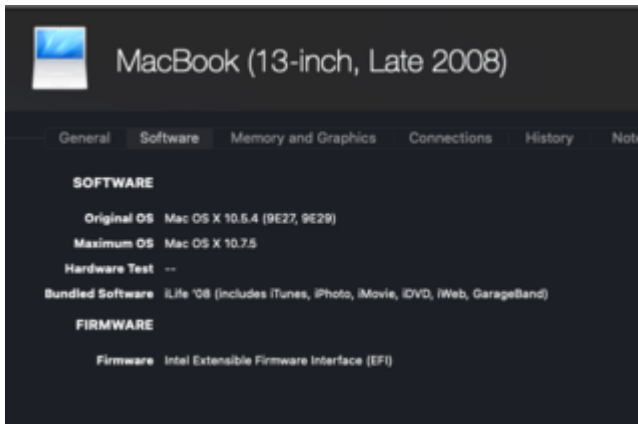 MacBook (13-inch, Late 2008)
General Software Memory and Graphics Connections History Note
SOFTWARE
Original OS Mac OS X 10.5.4 (9E27, 9E29)
Maximum OS Mac OS X 10.7.5
Hardware Test --
Bundled Software iLife '08 (includes iTunes, iPhoto, iMovie, iDVD, iWeb, GarageBand)
FIRMWARE
Firmware Intel Extensible Firmware Interface (EFI)